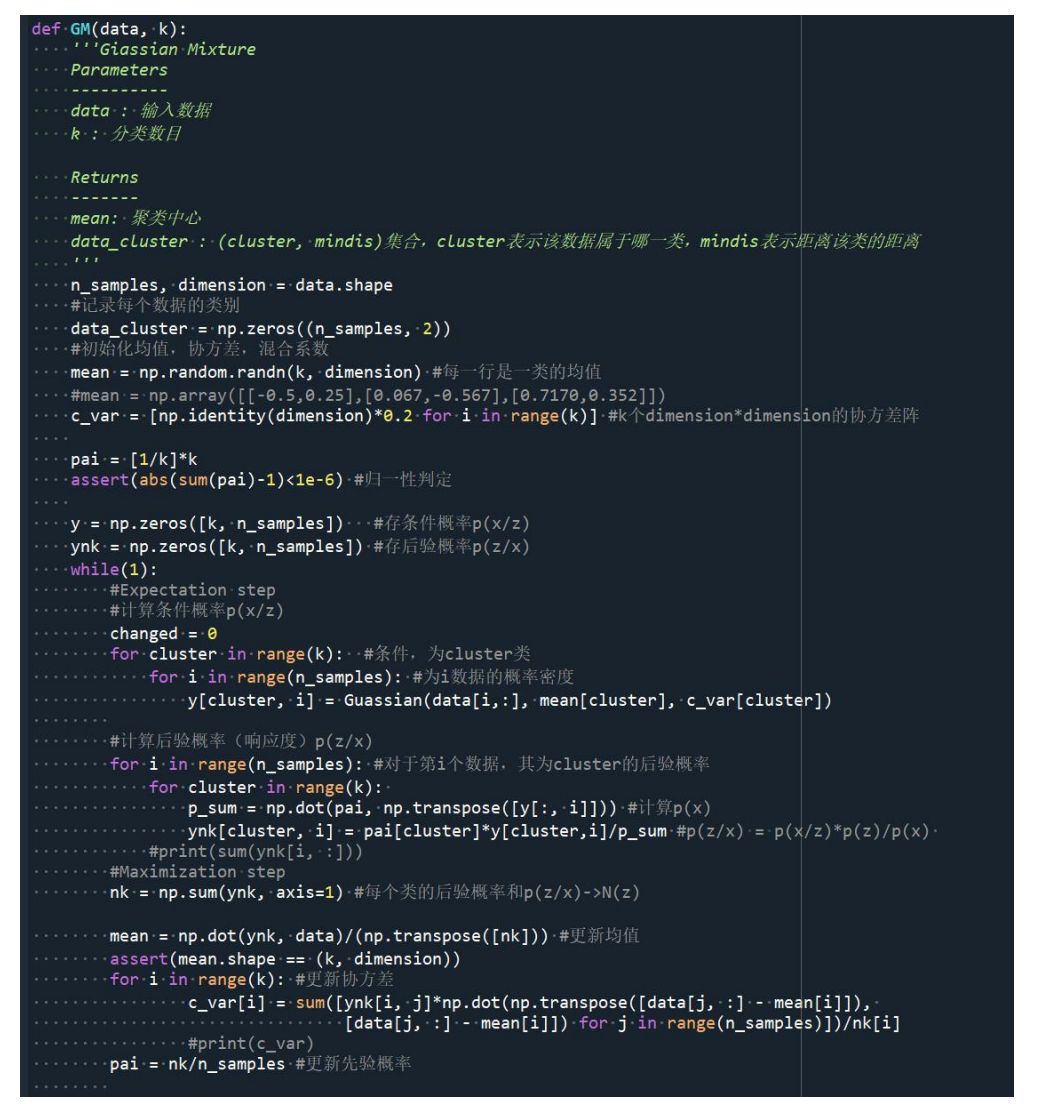 def GM(data, k):
    '''Giassian Mixture
    Parameters
    ----------
    data : 输入数据
    k : 分类数目

    Returns
    -------
    mean: 聚类中心
    data_cluster : (cluster, mindis)集合，cluster表示该数据属于哪一类，mindis表示距离该类的距离
    '''
    n_samples, dimension = data.shape
    #记录每个数据的类别
    data_cluster = np.zeros((n_samples, 2))
    #初始化均值，协方差，混合系数
    mean = np.random.randn(k, dimension) #每一行是一类的均值
    #mean = np.array([[-0.5,0.25],[0.067,-0.567],[0.7170,0.352]])
    c_var = [np.identity(dimension)*0.2 for i in range(k)] #k个dimension*dimension的协方差阵

    pai = [1/k]*k
    assert(abs(sum(pai)-1)<1e-6) #归一性判定

    y = np.zeros([k, n_samples])   #存条件概率p(x/z)
    ynk = np.zeros([k, n_samples]) #存后验概率p(z/x)
    while(1):
        #Expectation step
        #计算条件概率p(x/z)
        changed = 0
        for cluster in range(k):  #条件，为cluster类
            for i in range(n_samples): #为i数据的概率密度
                y[cluster, i] = Guassian(data[i,:], mean[cluster], c_var[cluster])

        #计算后验概率（响应度）p(z/x)
        for i in range(n_samples): #对于第i个数据，其为cluster的后验概率
            for cluster in range(k):
                p_sum = np.dot(pai, np.transpose([y[:, i]])) #计算p(x)
                ynk[cluster, i] = pai[cluster]*y[cluster,i]/p_sum #p(z/x) = p(x/z)*p(z)/p(x)
            #print(sum(ynk[i, :]))
        #Maximization step
        nk = np.sum(ynk, axis=1) #每个类的后验概率和p(z/x)->N(z)

        mean = np.dot(ynk, data)/(np.transpose([nk])) #更新均值
        assert(mean.shape == (k, dimension))
        for i in range(k): #更新协方差
                c_var[i] = sum([ynk[i, j]*np.dot(np.transpose([data[j, :] - mean[i]]),
                                [data[j, :] - mean[i]]) for j in range(n_samples)])/nk[i]
                #print(c_var)
        pai = nk/n_samples #更新先验概率